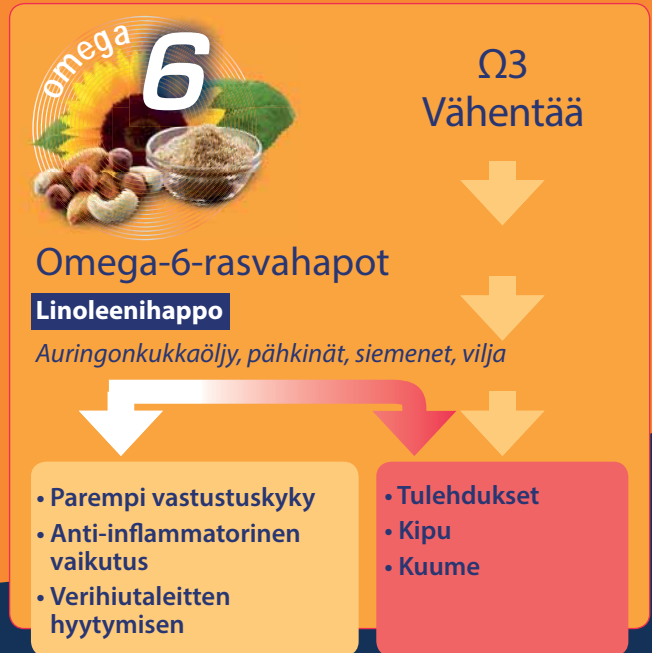 omega
6
Ω3
Vähentää
Omega-6-rasvahapot
Linoleenihappo
Auringonkukkaöljy, pähkinät, siemenet, vilja
• Parempi vastustuskyky
• Anti-inflammatorinen
vaikutus
• Verihiutaleitten
hyytymisen
• Tulehdukset
• Kipu
• Kuume